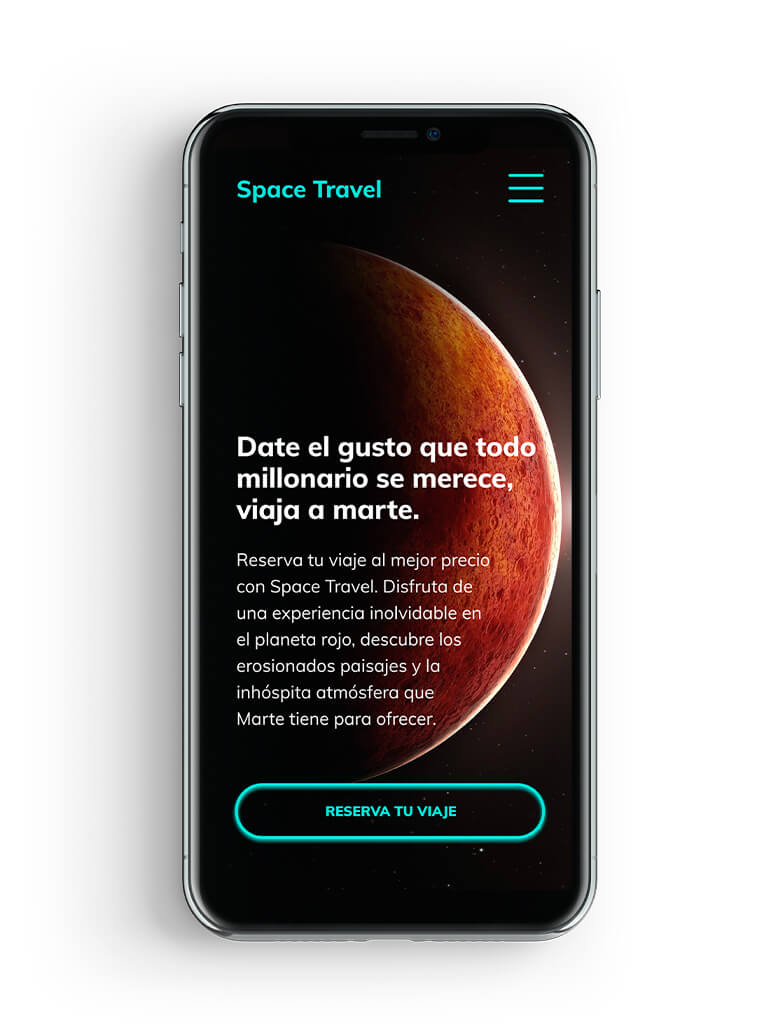 Space Travel
Date el gusto que todo
millonario se merece,
viaja a marte.
Reserva tu viaje al mejor precio
con Space Travel. Disfruta de
una experiencia inolvidable en
el planeta rojo, descubre los
erosionados paisajes y la
inhóspita atmósfera que
Marte tiene para ofrecer.
RESERVA TU VIAJE